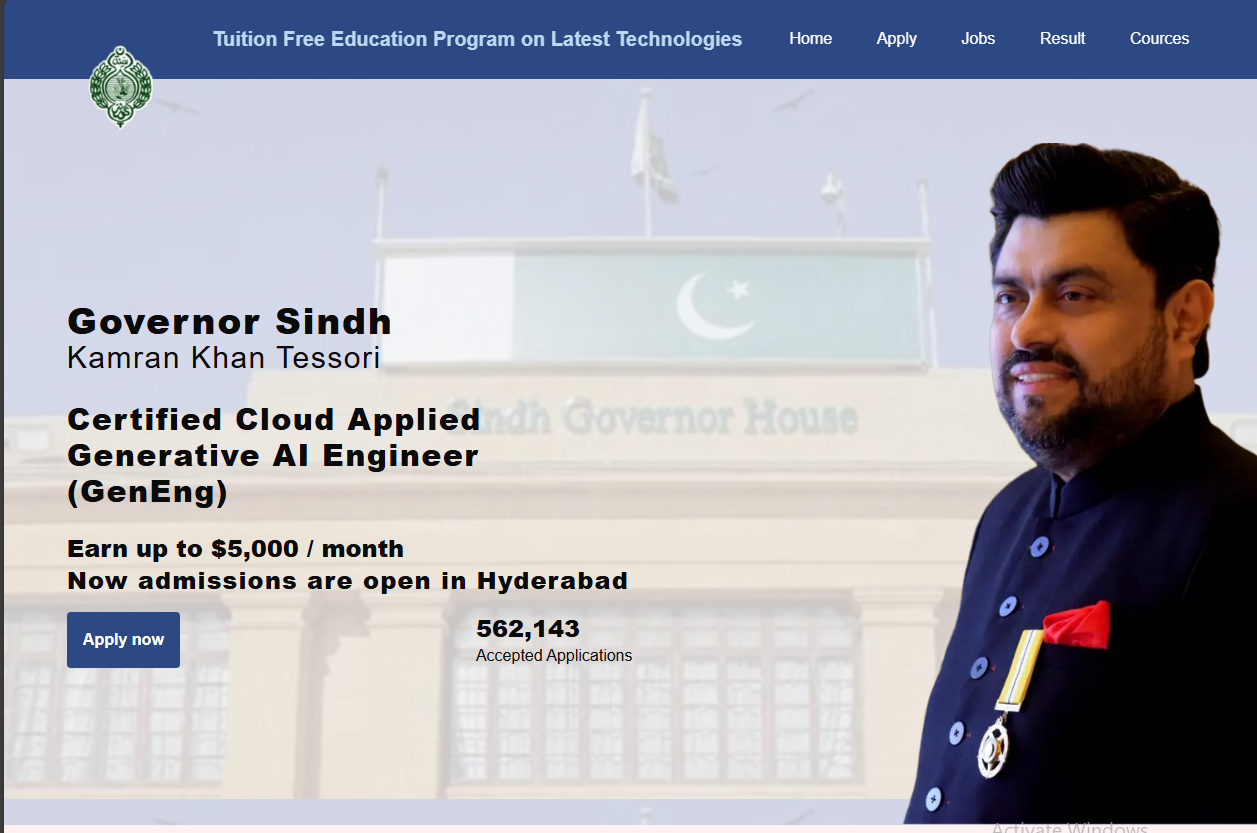 Tuition Free Education Program on Latest Technologies
Home
Apply
Jobs
Result
Cources
Governor Sindh
Kamran Khan Tessori
Certified Cloud Applied
Sindh Governor House
Generative AI Engineer
(GenEng)
Earn up to $5,000 / month
Now admissions are open in Hyderabad
Apply now
562,143
Accepted Applications
Activate Windows